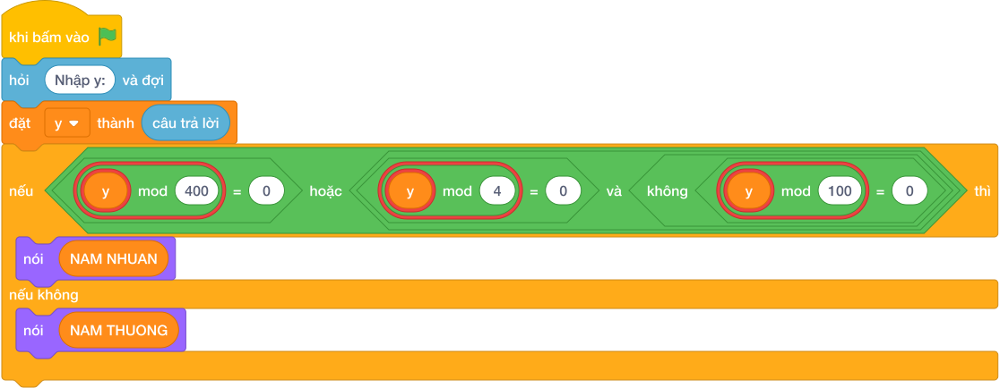 khi bấm vào
hỏi Nhập y: và đợi
đặt y thành câu trả lời
nếu y mod 400 = 0 hoặc y mod 4 = 0 và không y mod 100 = 0 thì
nói NAM NHUAN
nếu không
nói NAM THUONG